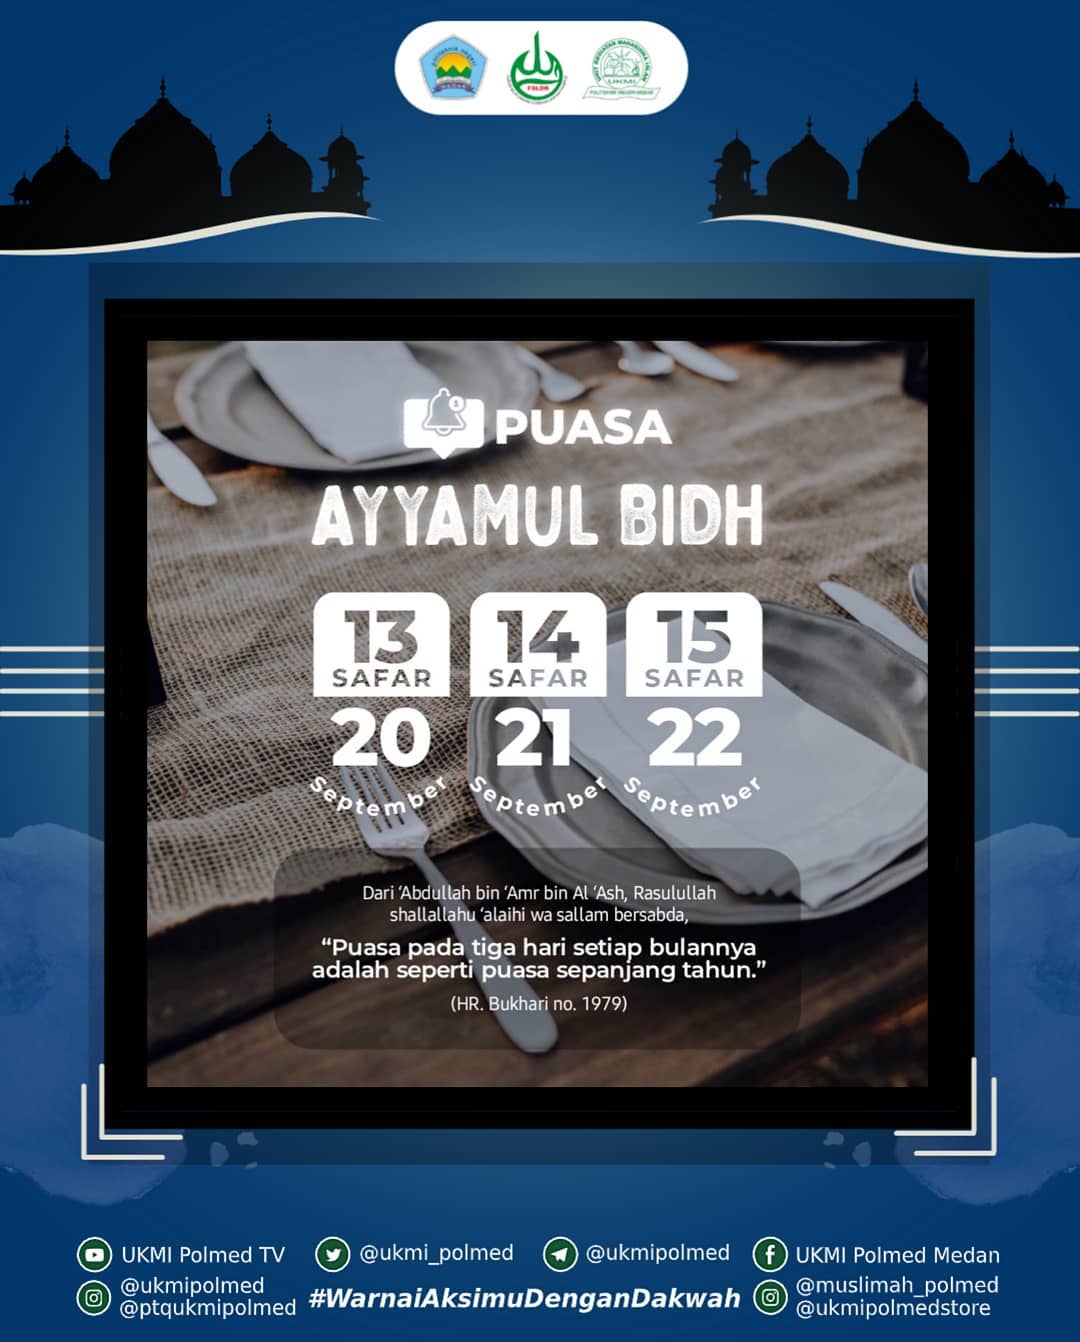 FSLDK
UKMI
PUASA
AYYAMUL BIDH
13 14 15
SAFAR SAFAR SAFAR
20 21 22
September September September
Dari ‘Abdullah bin ‘Amr bin Al ‘Ash, Rasulullah
shallallahu ‘alaihi wa sallam bersabda,
“Puasa pada tiga hari setiap bulannya
adalah seperti puasa sepanjang tahun.”
(HR. Bukhari no. 1979)
UKMI Polmed TV @ukmi_polmed @ukmipolmed UKMI Polmed Medan
@ukmipolmed
@ptqukmipolmed
#WarnaiAksimuDenganDakwah
@muslimah_polmed
@ukmipolmedstore